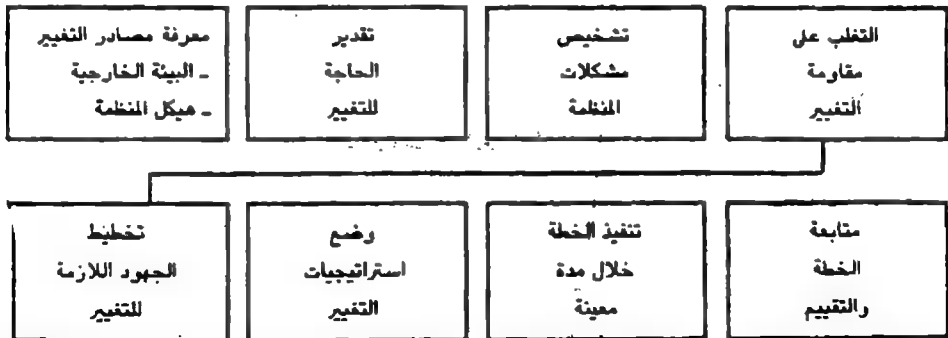 معرفة مصادر التغيير
ـ البيئة الخارجية
ـ هيكل المنظمة
تقدير
الحاجة
للتغيير
تشخيص
مشكلات
المنظمة
التغلب على
مقاومة
التغيير
تخطيط
الجهود اللازمة
للتغيير
وضع
استراتيجيات
التغيير
تنفيذ الخطة
خلال مدة
معينة
متابعة
الخطة
والتقييم